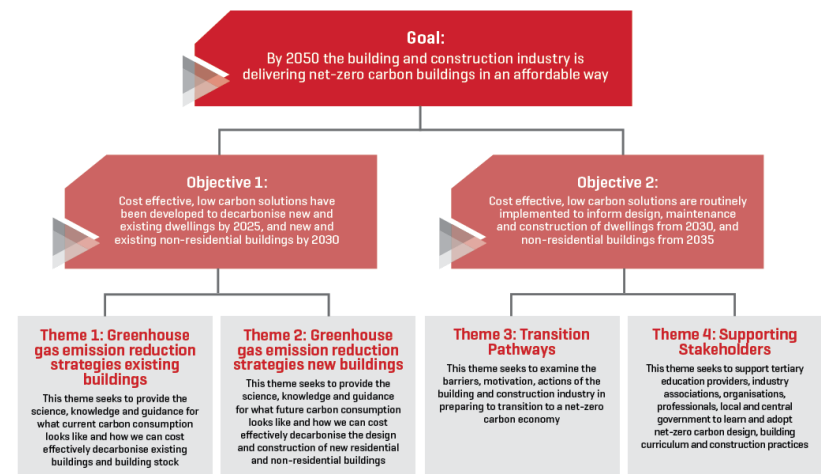 Goal:
By 2050 the building and construction industry is
delivering net-zero carbon buildings in an affordable way
Objective 1:
Cost effective, low carbon solutions have
been developed to decarbonise new and
existing dwellings by 2025, and new and
existing non-residential buildings by 2030
Objective 2:
Cost effective, low carbon solutions are routinely
implemented to inform design, maintenance
and construction of dwellings from 2030, and
non-residential buildings from 2035
Theme 1: Greenhouse
gas emission reduction
strategies existing
buildings
This theme seeks to provide the
science, knowledge and guidance for
what current carbon consumption
looks like and how we can cost
effectively decarbonise existing
buildings and building stock
Theme 2: Greenhouse
gas emission reduction
strategies new buildings
This theme seeks to provide the
science, knowledge and guidance
for what future carbon consumption
looks like and how we can cost
effectively decarbonise the design
and construction of new residential
and non-residential buildings
Theme 3: Transition
Pathways
This theme seeks to examine the
barriers, motivation, actions of the
building and construction industry in
preparing to transition to a net-zero
carbon economy
Theme 4: Supporting
Stakeholders
This theme seeks to support tertiary
education providers, industry
associations, organisations,
professionals, local and central
government to learn and adopt
net-zero carbon design, building
curriculum and construction practices